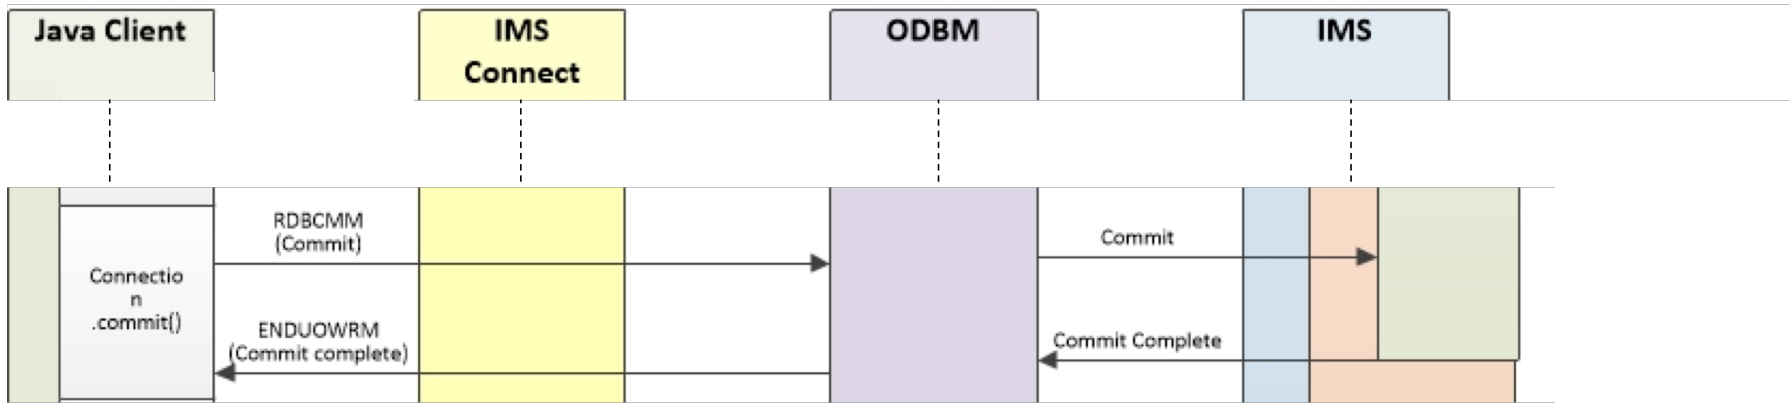 Java Client
IMS
Connect
ODBM
IMS
RDBCMM
(Commit)
Commit
Connectio
n
.commit()
ENDUOWRM
(Commit complete)
Commit Complete